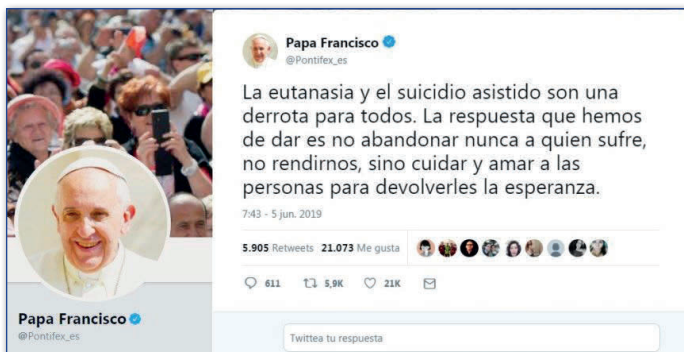 Papa Francisco
@Pontifex_es
La eutanasia y el suicidio asistido son una
derrota para todos. La respuesta que hemos
de dar es no abandonar nunca a quien sufre,
no rendirnos, sino cuidar y amar a las
personas para devolverles la esperanza.
7:43 - 5 jun. 2019
5.905 Retweets 21.073 Me gusta
611 5,9K 21K
Papa Francisco
@Pontifex_es
Twittea tu respuesta